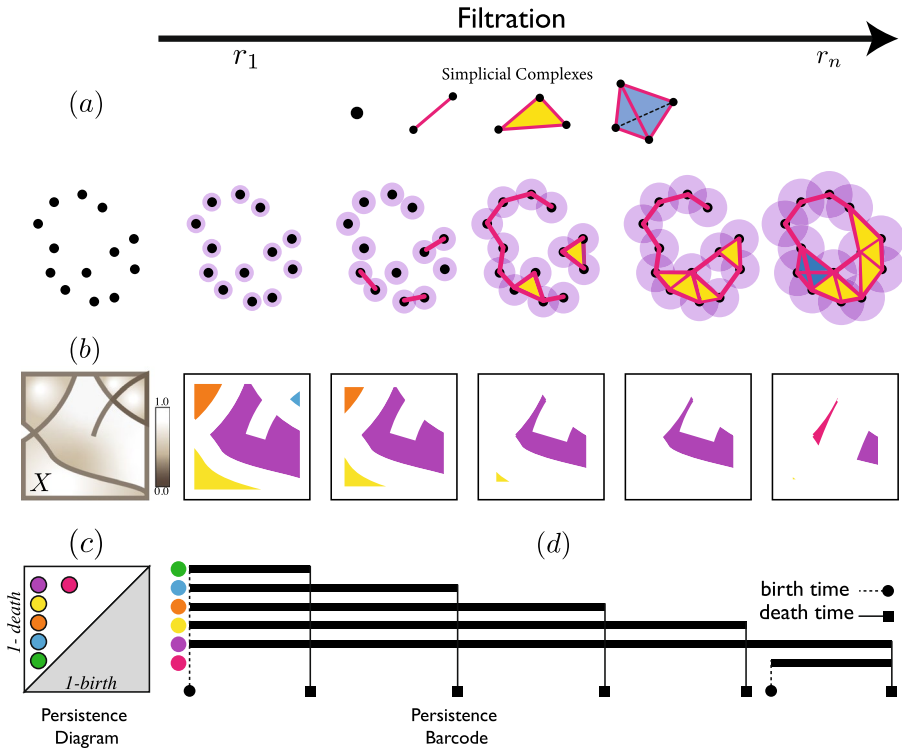 Filtration
r1
rn
Simplicial Complexes
(a)
(b)
1.0
0.0
X
(c)
(d)
1- death
1-birth
birth time
death time
Persistence
Diagram
Persistence
Barcode